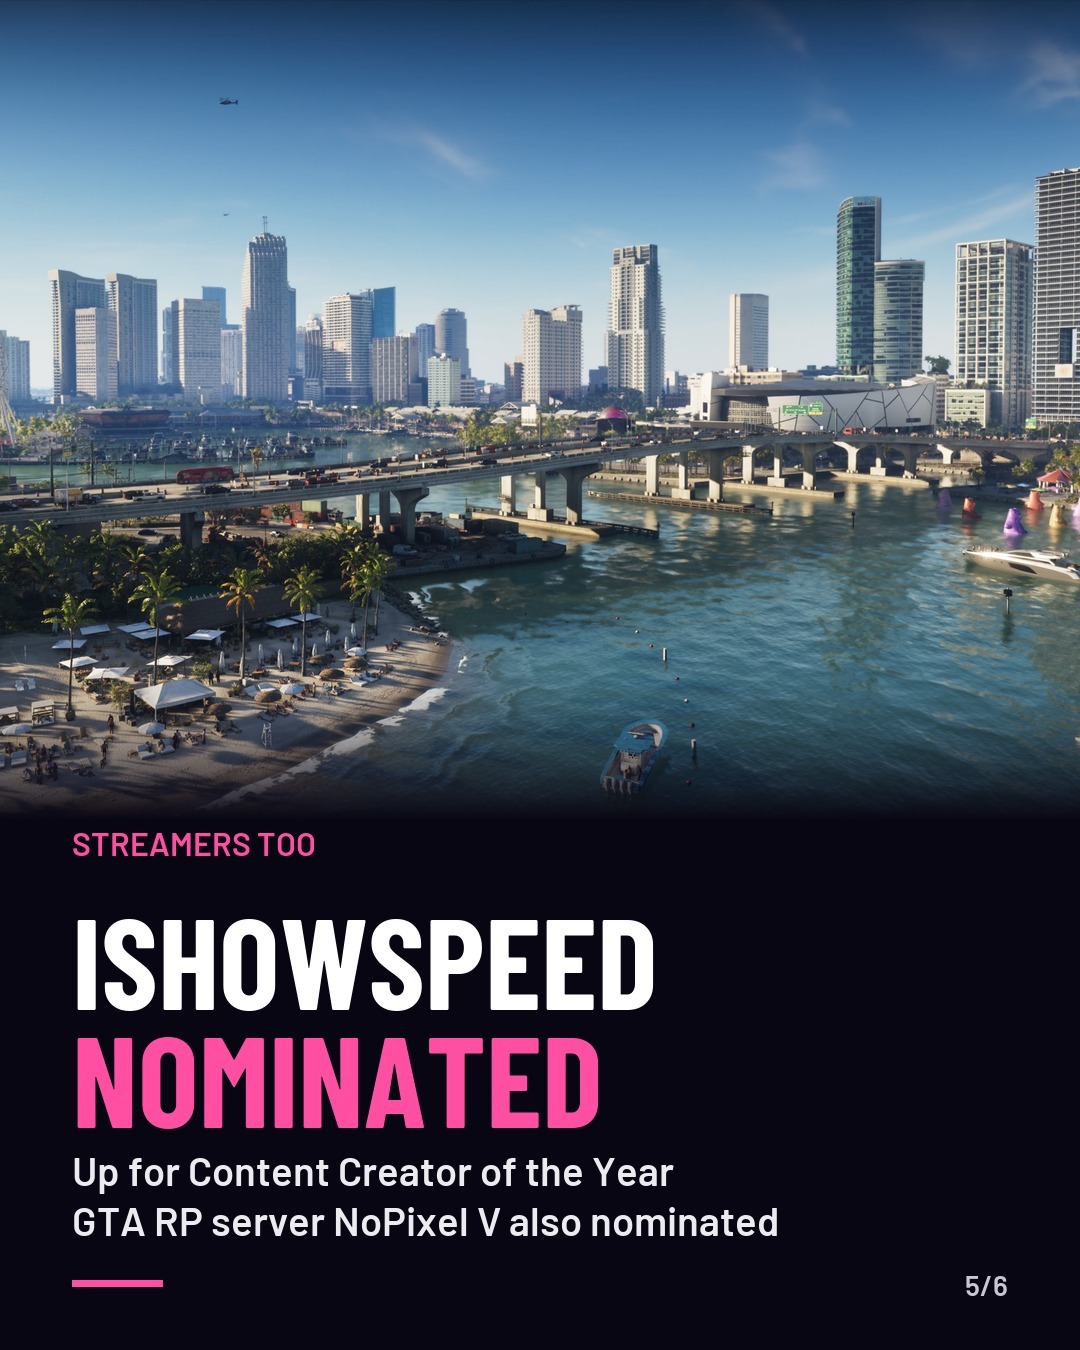 STREAMERS TOO
ISHOWSPEED
NOMINATED
Up for Content Creator of the Year
GTA RP server NoPixel V also nominated
5/6